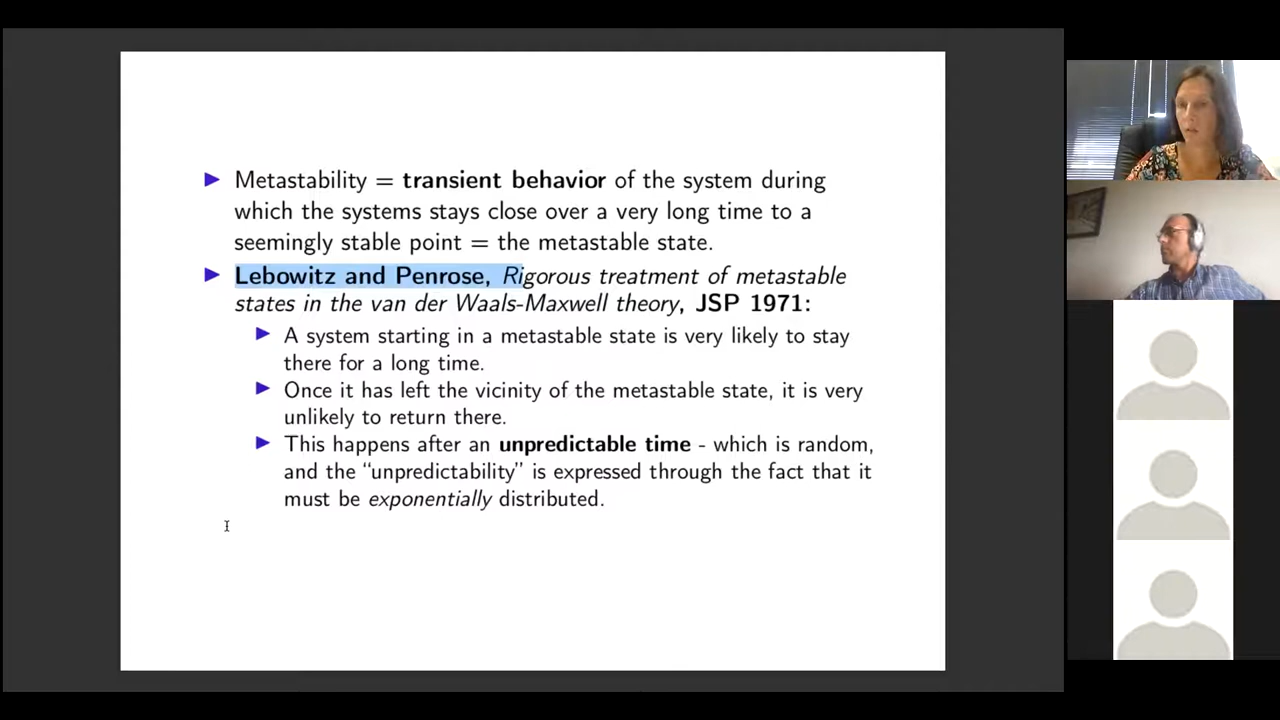 Metastability = transient behavior of the system during
which the systems stays close over a very long time to a
seemingly stable point = the metastable state.
Lebowitz and Penrose, Rigorous treatment of metastable
states in the van der Waals-Maxwell theory, JSP 1971:
A system starting in a metastable state is very likely to stay
there for a long time.
Once it has left the vicinity of the metastable state, it is very
unlikely to return there.
This happens after an unpredictable time - which is random,
and the “unpredictability” is expressed through the fact that it
must be exponentially distributed.